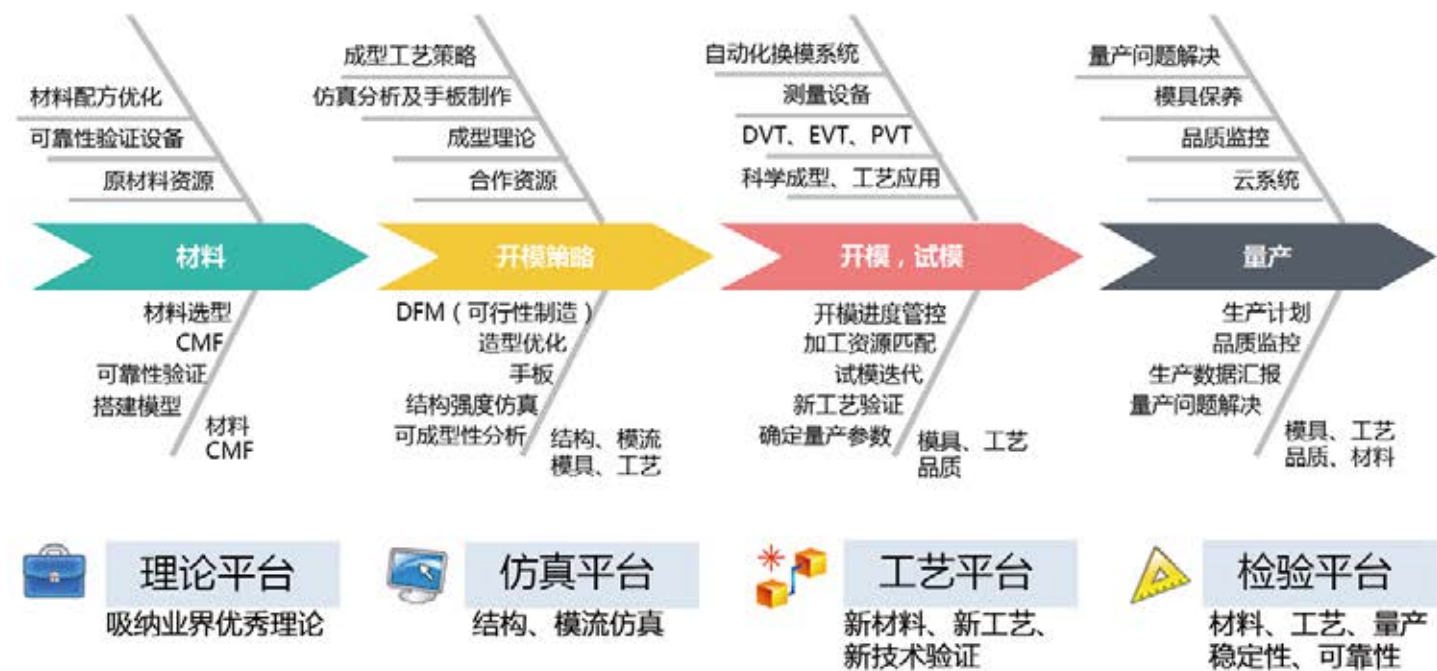 材料配方优化
可靠性验证设备
原材料资源
成型工艺策略
仿真分析及手板制作
成型理论
合作资源
自动化换模系统
测量设备
DVT、EVT、PVT
科学成型、工艺应用
量产问题解决
模具保养
品质监控
云系统
材料
开模策略
开模，试模
量产
材料选型
CMF
可靠性验证
搭建模型
材料
CMF
DFM（可行性制造）
造型优化
手板
结构强度仿真
可成型性分析
结构、模流
模具、工艺
开模进度管控
加工资源匹配
试模迭代
新工艺验证
确定量产参数
模具、工艺
品质
生产计划
品质监控
生产数据汇报
量产问题解决
模具、工艺
品质、材料
理论平台
吸纳业界优秀理论
仿真平台
结构、模流仿真
工艺平台
新材料、新工艺、
新技术验证
检验平台
材料、工艺、量产
稳定性、可靠性